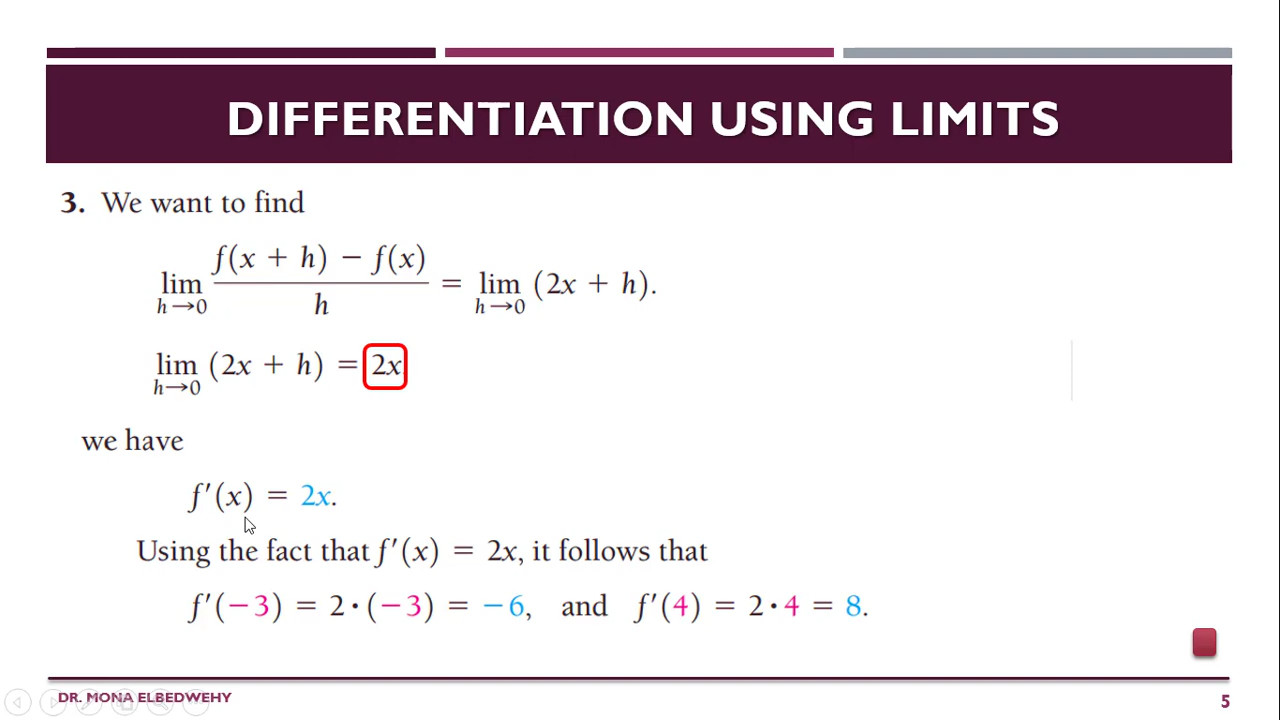 DIFFERENTIATION USING LIMITS
3. We want to find
lim h→0 f(x + h) − f(x) / h = lim h→0 (2x + h).
lim h→0 (2x + h) = 2x
we have
f′(x) = 2x.
Using the fact that f′(x) = 2x, it follows that
f′(−3) = 2 · (−3) = −6, and f′(4) = 2 · 4 = 8.
DR. MONA ELBEDWEHY
5